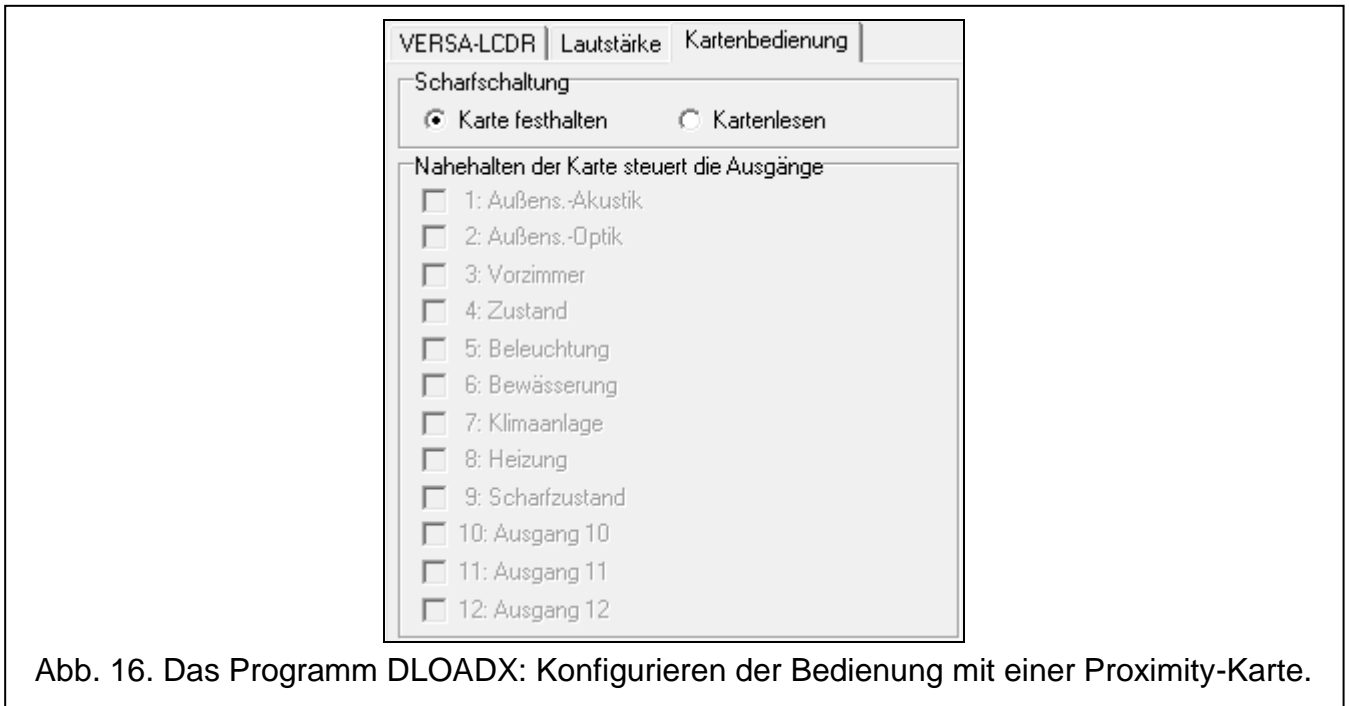 VERSA-LCDR Lautstärke Kartenbedienung
Scharfschaltung
Karte festhalten Kartenlesen
Nahehalten der Karte steuert die Ausgänge
1: Außens.-Akustik
2: Außens.-Optik
3: Vorzimmer
4: Zustand
5: Beleuchtung
6: Bewässerung
7: Klimaanlage
8: Heizung
9: Scharfzustand
10: Ausgang 10
11: Ausgang 11
12: Ausgang 12
Abb. 16. Das Programm DLOADX: Konfigurieren der Bedienung mit einer Proximity-Karte.